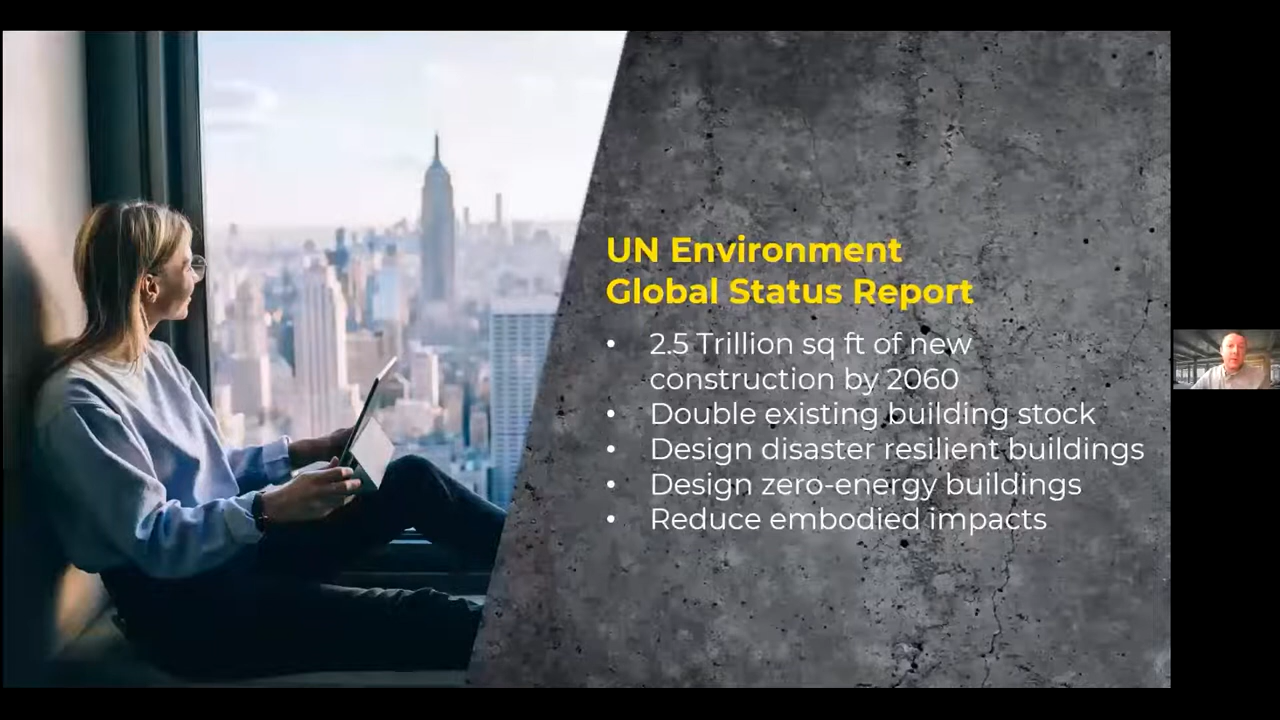 UN Environment
Global Status Report
• 2.5 Trillion sq ft of new
construction by 2060
• Double existing building stock
• Design disaster resilient buildings
• Design zero-energy buildings
• Reduce embodied impacts